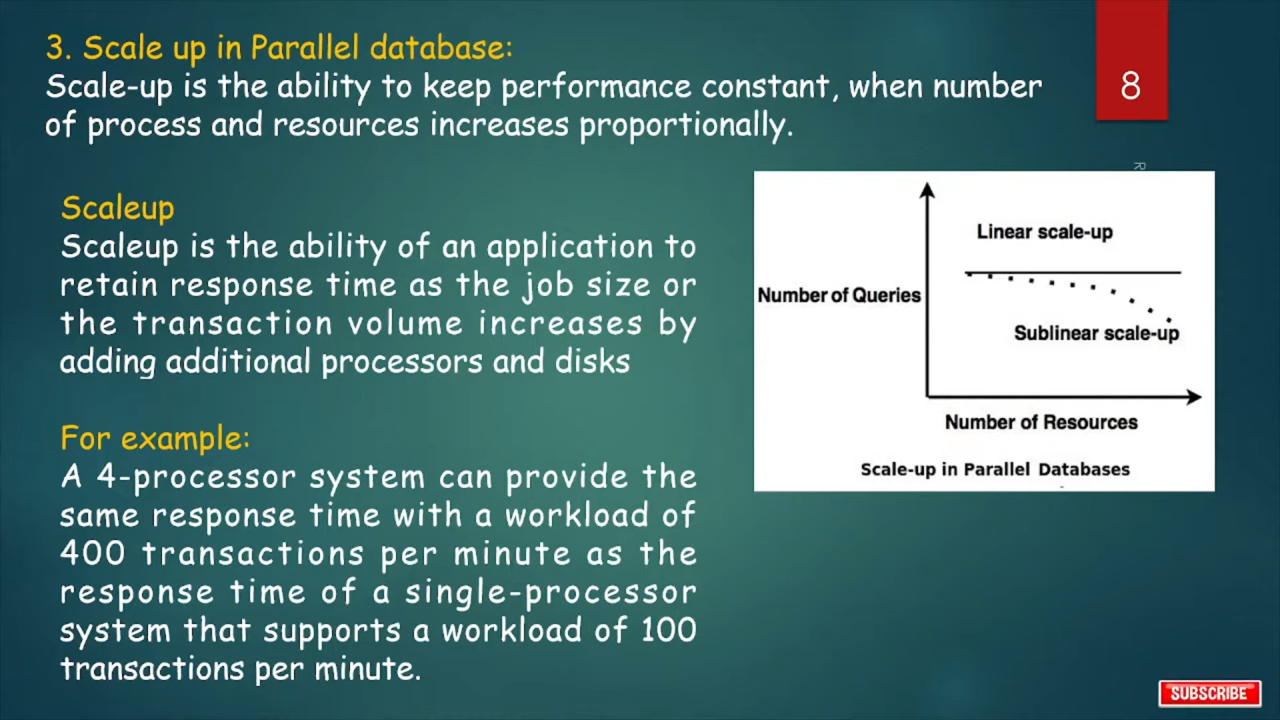 3. Scale up in Parallel database:
Scale-up is the ability to keep performance constant, when number
of process and resources increases proportionally.
8
R
Scaleup
Scaleup is the ability of an application to
retain response time as the job size or
the transaction volume increases by
adding additional processors and disks
For example:
A 4-processor system can provide the
same response time with a workload of
400 transactions per minute as the
response time of a single-processor
system that supports a workload of 100
transactions per minute.
Linear scale-up
Number of Queries
Sublinear scale-up
Number of Resources
Scale-up in Parallel Databases
SUBSCRIBE